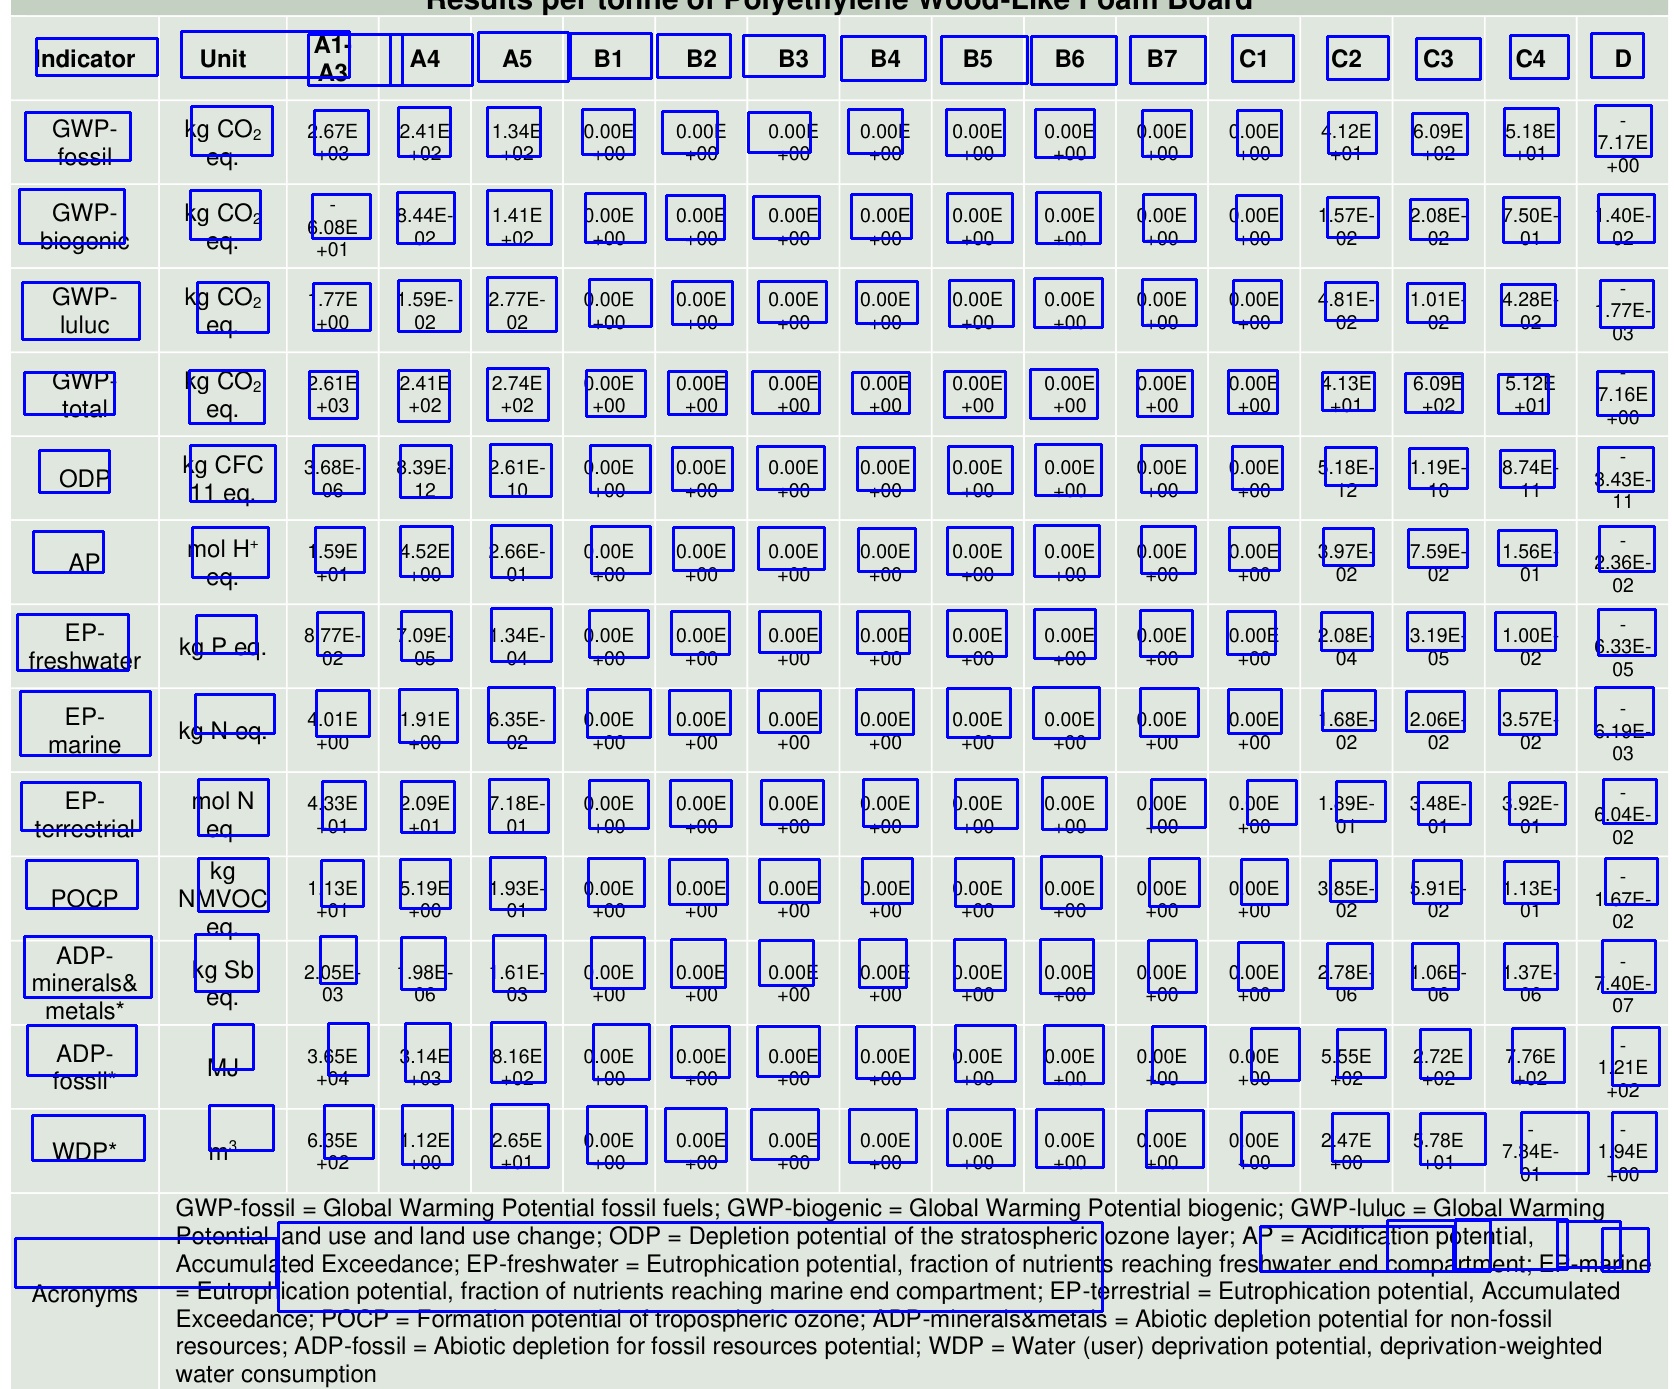 Results per tonne of Polyethylene Wood-Like Foam Board
Indicator Unit A1-A3 A4 A5 B1 B2 B3 B4 B5 B6 B7 C1 C2 C3 C4 D
GWP-fossil kg CO₂ eq. 2.67E+03 2.41E+02 1.34E+02 0.00E+00 0.00E+00 0.00E+00 0.00E+00 0.00E+00 0.00E+00 0.00E+00 0.00E+00 4.12E+01 6.09E+02 5.18E+01 -7.17E+00
GWP-biogenic kg CO₂ eq. -6.08E+01 8.44E-02 1.41E+02 0.00E+00 0.00E+00 0.00E+00 0.00E+00 0.00E+00 0.00E+00 0.00E+00 0.00E+00 1.57E-02 2.08E-02 7.50E-01 1.40E-02
GWP-luluc kg CO₂ eq. 1.77E+00 1.59E-02 2.77E-02 0.00E+00 0.00E+00 0.00E+00 0.00E+00 0.00E+00 0.00E+00 0.00E+00 0.00E+00 4.81E-02 1.01E-02 4.28E-02 -1.77E-03
GWP-total kg CO₂ eq. 2.61E+03 2.41E+02 2.74E+02 0.00E+00 0.00E+00 0.00E+00 0.00E+00 0.00E+00 0.00E+00 0.00E+00 0.00E+00 4.13E+01 6.09E+02 5.12E+01 -7.16E+00
ODP kg CFC 11 eq. 3.68E-06 8.39E-12 2.61E-10 0.00E+00 0.00E+00 0.00E+00 0.00E+00 0.00E+00 0.00E+00 0.00E+00 0.00E+00 5.18E-12 1.19E-10 8.74E-11 -3.43E-11
AP mol H⁺ eq. 1.59E+01 4.52E+00 2.66E-01 0.00E+00 0.00E+00 0.00E+00 0.00E+00 0.00E+00 0.00E+00 0.00E+00 0.00E+00 3.97E-02 7.59E-02 1.56E-01 -2.36E-02
EP-freshwater kg P eq. 8.77E-02 7.09E-05 1.34E-04 0.00E+00 0.00E+00 0.00E+00 0.00E+00 0.00E+00 0.00E+00 0.00E+00 0.00E+00 2.08E-04 3.19E-05 1.00E-02 -6.33E-05
EP-marine kg N eq. 4.01E+00 1.91E+00 6.35E-02 0.00E+00 0.00E+00 0.00E+00 0.00E+00 0.00E+00 0.00E+00 0.00E+00 0.00E+00 1.68E-02 2.06E-02 3.57E-02 -6.19E-03
EP-terrestrial mol N eq. 4.33E+01 2.09E+01 7.18E-01 0.00E+00 0.00E+00 0.00E+00 0.00E+00 0.00E+00 0.00E+00 0.00E+00 0.00E+00 1.89E-01 3.48E-01 3.92E-01 -6.04E-02
POCP kg NMVOC eq. 1.13E+01 5.19E+00 1.93E-01 0.00E+00 0.00E+00 0.00E+00 0.00E+00 0.00E+00 0.00E+00 0.00E+00 0.00E+00 3.85E-02 5.91E-02 1.13E-01 -1.67E-02
ADP-minerals&metals* kg Sb eq. 2.05E-03 1.98E-06 1.61E-03 0.00E+00 0.00E+00 0.00E+00 0.00E+00 0.00E+00 0.00E+00 0.00E+00 0.00E+00 2.78E-06 1.06E-06 1.37E-06 -7.40E-07
ADP-fossil* MJ 3.65E+04 3.14E+03 8.16E+02 0.00E+00 0.00E+00 0.00E+00 0.00E+00 0.00E+00 0.00E+00 0.00E+00 0.00E+00 5.55E+02 2.72E+02 7.76E+02 -1.21E+02
WDP* m³ 6.35E+02 1.12E+00 2.65E+01 0.00E+00 0.00E+00 0.00E+00 0.00E+00 0.00E+00 0.00E+00 0.00E+00 0.00E+00 2.47E+00 5.78E+01 -7.34E-01 -1.94E+00
Acronyms
GWP-fossil = Global Warming Potential fossil fuels; GWP-biogenic = Global Warming Potential biogenic; GWP-luluc = Global Warming
Potential land use and land use change; ODP = Depletion potential of the stratospheric ozone layer; AP = Acidification potential,
Accumulated Exceedance; EP-freshwater = Eutrophication potential, fraction of nutrients reaching freshwater end compartment; EP-marine
= Eutrophication potential, fraction of nutrients reaching marine end compartment; EP-terrestrial = Eutrophication potential, Accumulated
Exceedance; POCP = Formation potential of tropospheric ozone; ADP-minerals&metals = Abiotic depletion potential for non-fossil
resources; ADP-fossil = Abiotic depletion for fossil resources potential; WDP = Water (user) deprivation potential, deprivation-weighted
water consumption